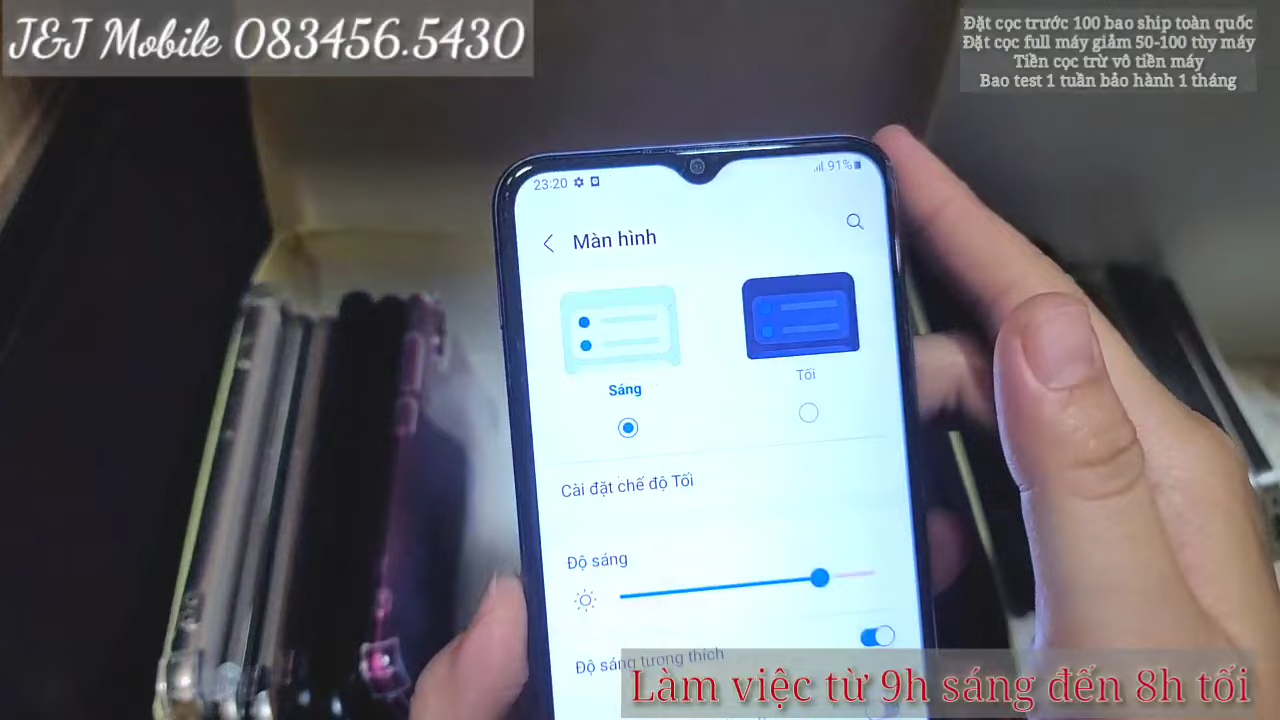 J&J Mobile 083456.5430
Đặt cọc trước 100 bao ship toàn quốc
Đặt cọc full máy giảm 50-100 tùy máy
Tiền cọc trừ vô tiền máy
Bao test 1 tuần bảo hành 1 tháng
23:20
91%
Màn hình
Sáng
Tối
Cài đặt chế độ Tối
Độ sáng
Độ sáng tương thích
Làm việc từ 9h sáng đến 8h tối